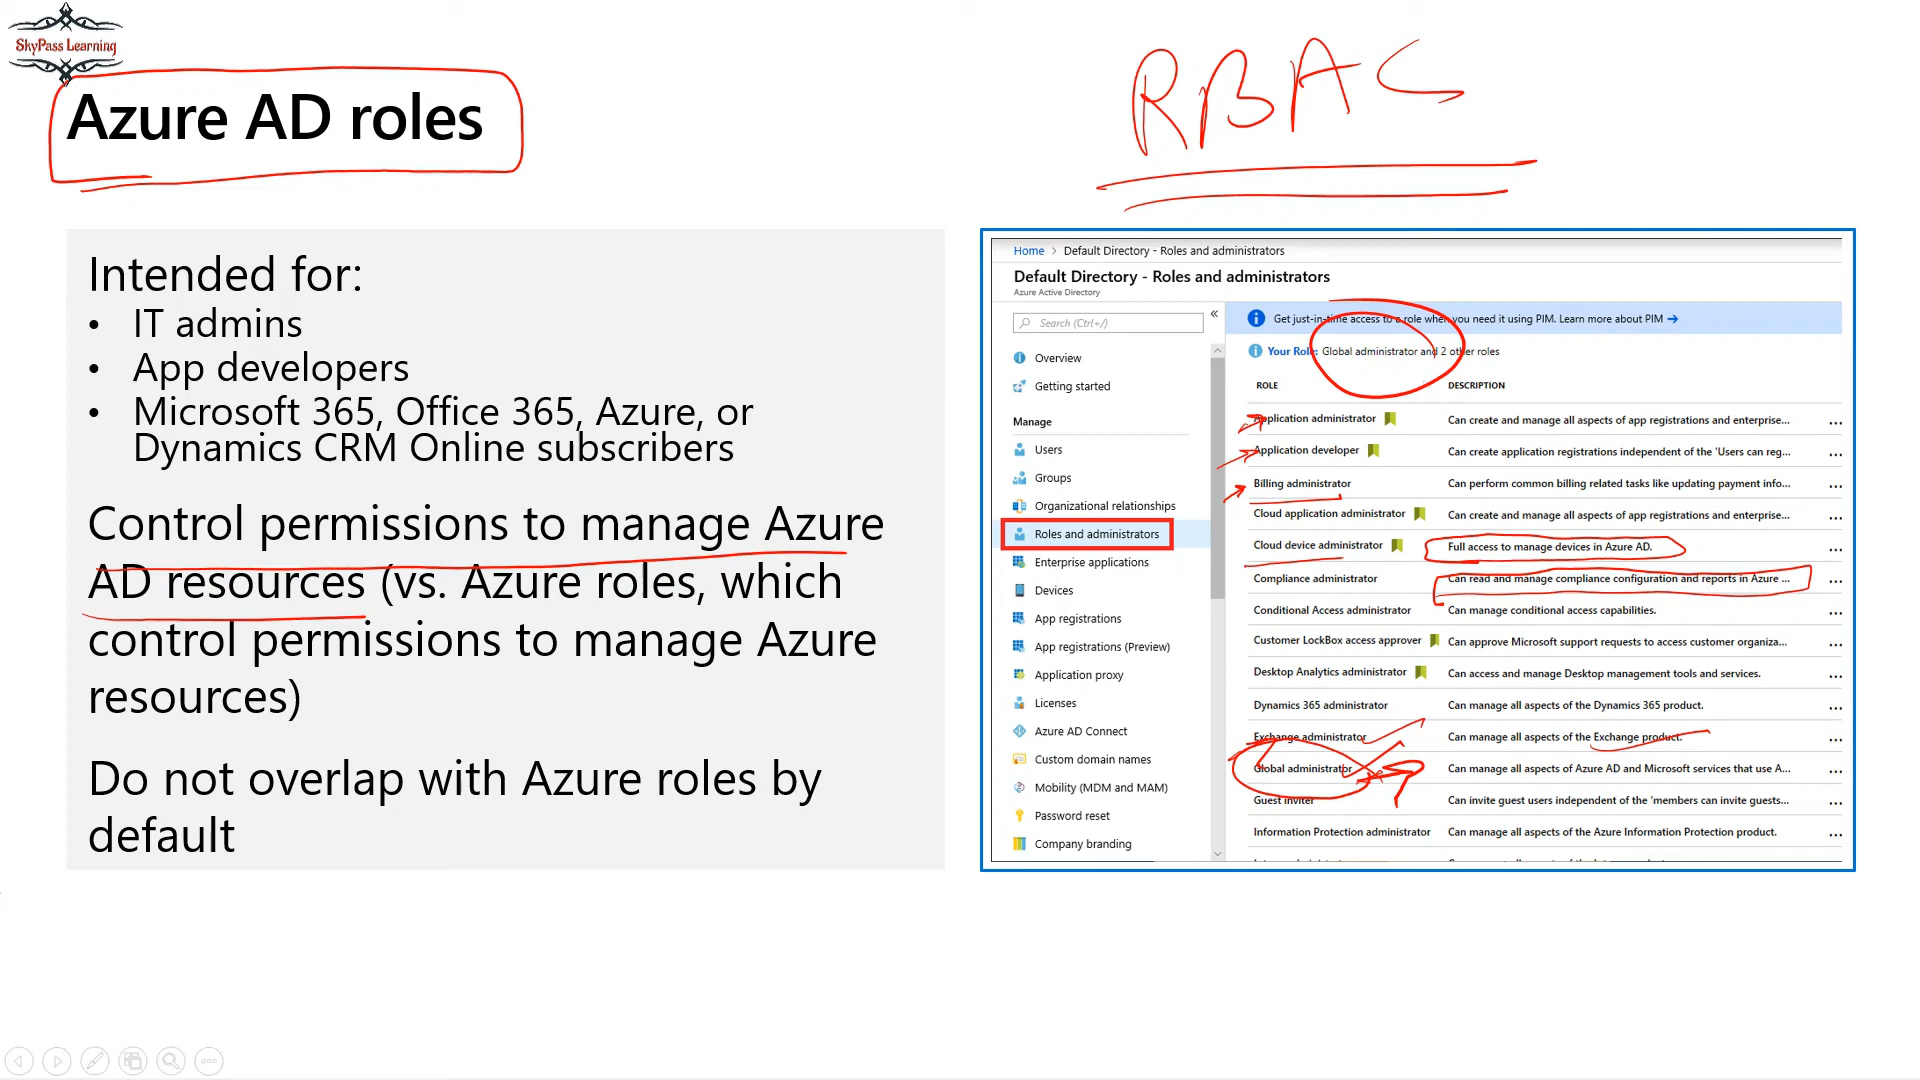 SkyPass Learning
RBAC
Azure AD roles
Intended for:
• IT admins
• App developers
• Microsoft 365, Office 365, Azure, or
Dynamics CRM Online subscribers
Control permissions to manage Azure
AD resources (vs. Azure roles, which
control permissions to manage Azure
resources)
Do not overlap with Azure roles by
default
Home > Default Directory - Roles and administrators
Default Directory - Roles and administrators
Azure Active Directory
Search (Ctrl+/)
«
Overview
Getting started
Manage
Users
Groups
Organizational relationships
Roles and administrators
Enterprise applications
Devices
App registrations
App registrations (Preview)
Application proxy
Licenses
Azure AD Connect
Custom domain names
Mobility (MDM and MAM)
Password reset
Company branding
Get just-in-time access to a role when you need it using PIM. Learn more about PIM →
Your Role: Global administrator and 2 other roles
ROLE DESCRIPTION
Application administrator Can create and manage all aspects of app registrations and enterprise... ...
Application developer Can create application registrations independent of the 'Users can reg... ...
Billing administrator Can perform common billing related tasks like updating payment info... ...
Cloud application administrator Can create and manage all aspects of app registrations and enterprise... ...
Cloud device administrator Full access to manage devices in Azure AD. ...
Compliance administrator Can read and manage compliance configuration and reports in Azure ... ...
Conditional Access administrator Can manage conditional access capabilities. ...
Customer LockBox access approver Can approve Microsoft support requests to access customer organiza... ...
Desktop Analytics administrator Can access and manage Desktop management tools and services. ...
Dynamics 365 administrator Can manage all aspects of the Dynamics 365 product. ...
Exchange administrator Can manage all aspects of the Exchange product. ...
Global administrator Can manage all aspects of Azure AD and Microsoft services that use A... ...
Guest inviter Can invite guest users independent of the 'members can invite guests... ...
Information Protection administrator Can manage all aspects of the Azure Information Protection product. ...